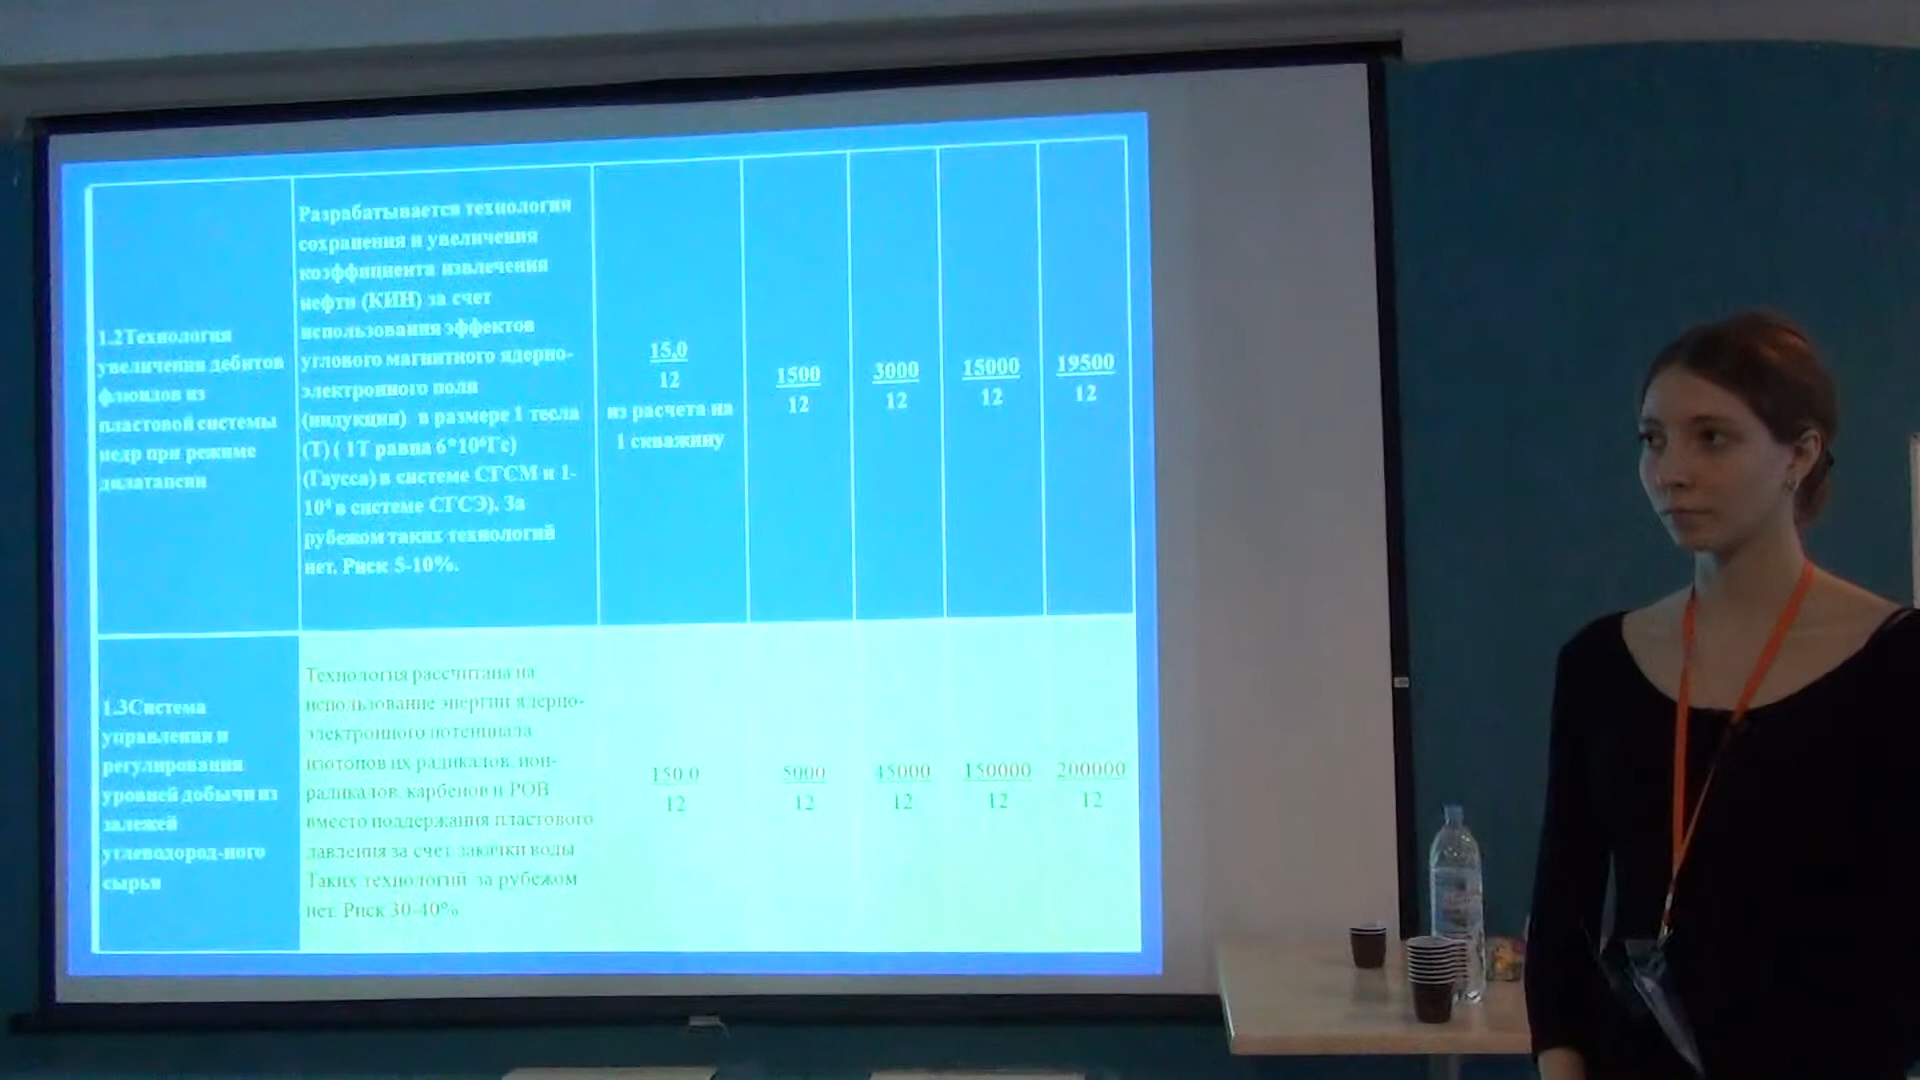 1.2Технология
увеличения дебитов
флюидов из
пластовой системы
недр при режиме
дилатансии
Разрабатывается технология
сохранения и увеличения
коэффициента извлечения
нефти (КИН) за счет
использования эффектов
углового магнитного ядерно-
электронного поля
(индукции) в размере 1 тесла
(Т) ( 1Т равна 6*10⁶Гс)
(Гаусса) в системе СГСМ и 1-
10⁴ в системе СГСЭ). За
рубежом таких технологий
нет. Риск 5-10%.
15,0
12
из расчета на
1 скважину
1500
12
3000
12
15000
12
19500
12
1.3Система
управления и
регулирования
уровней добычи из
залежей
углеводород-ного
сырья
Технология рассчитана на
использование энергии ядерно-
электронного потенциала
изотопов их радикалов, ион-
радикалов, карбенов и РОВ
вместо поддержания пластового
давления за счет закачки воды
Таких технологий за рубежом
нет. Риск 30-40%
150,0
12
5000
12
45000
12
150000
12
200000
12